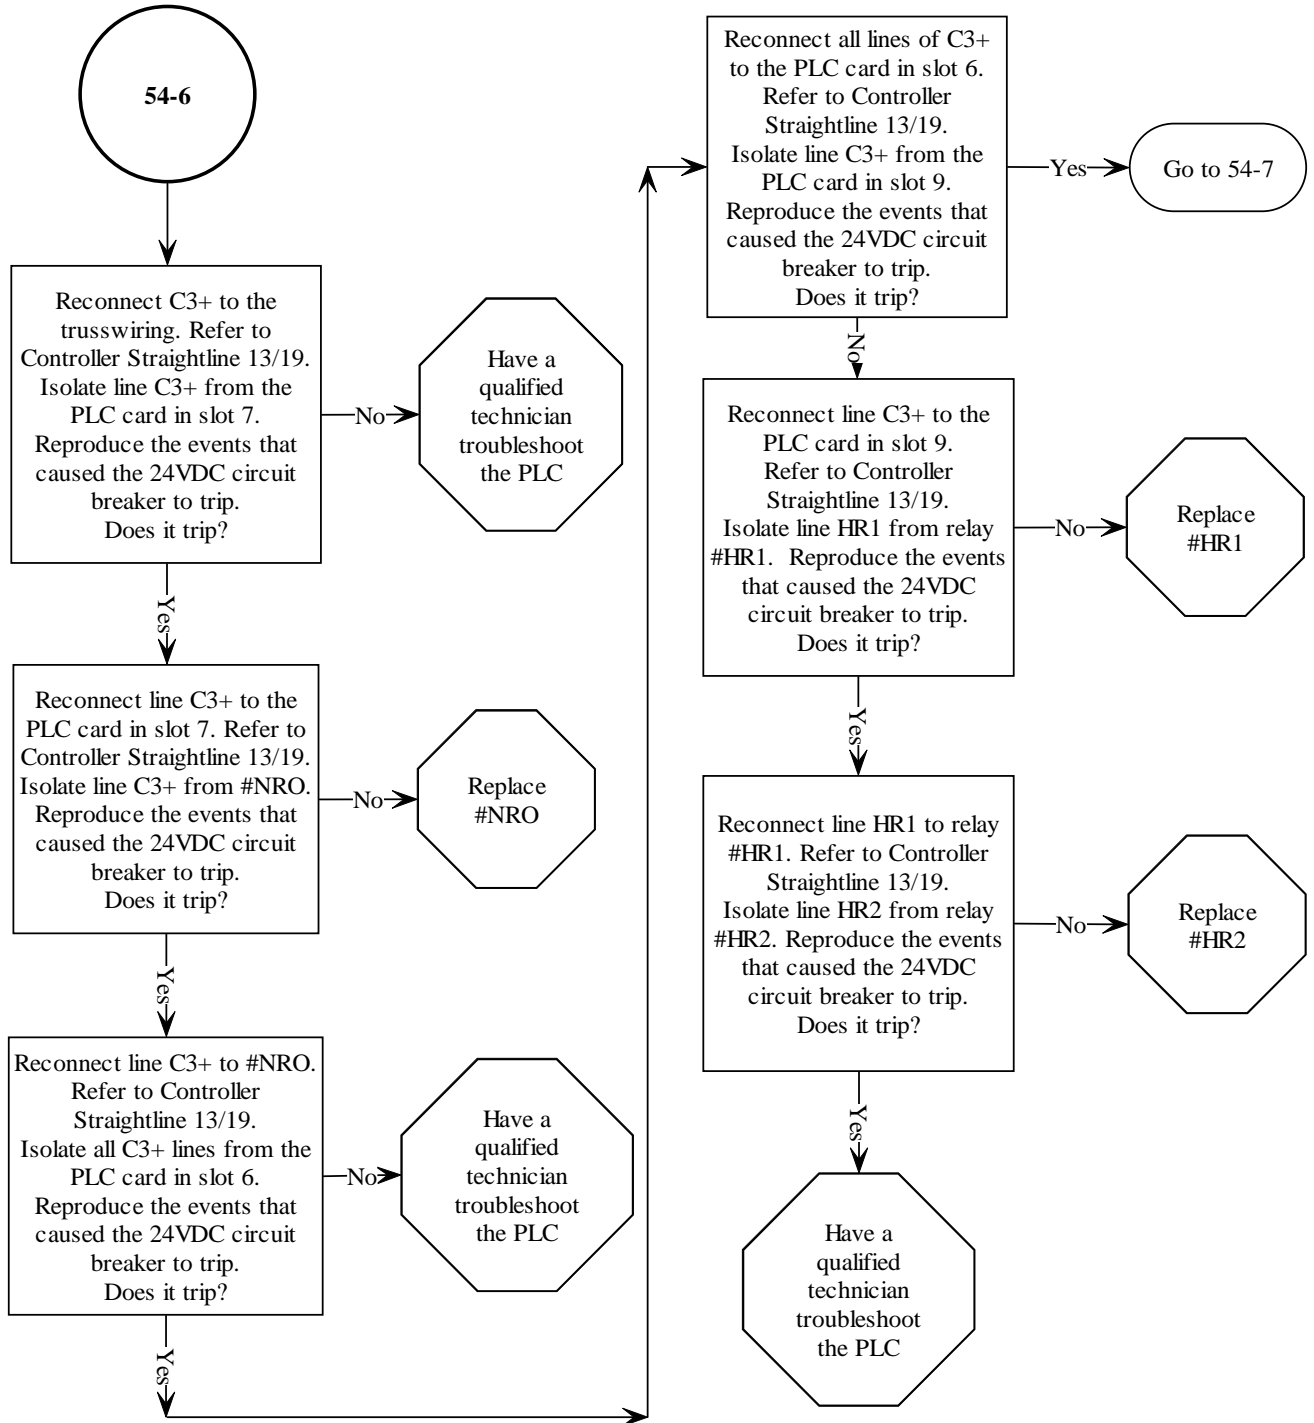 54-6
Reconnect C3+ to the
trusswiring. Refer to
Controller Straightline 13/19.
Isolate line C3+ from the
PLC card in slot 7.
Reproduce the events that
caused the 24VDC circuit
breaker to trip.
Does it trip?
No
Have a
qualified
technician
troubleshoot
the PLC
Yes
Reconnect line C3+ to the
PLC card in slot 7. Refer to
Controller Straightline 13/19.
Isolate line C3+ from #NRO.
Reproduce the events that
caused the 24VDC circuit
breaker to trip.
Does it trip?
No
Replace
#NRO
Yes
Reconnect line C3+ to #NRO.
Refer to Controller
Straightline 13/19.
Isolate all C3+ lines from the
PLC card in slot 6.
Reproduce the events that
caused the 24VDC circuit
breaker to trip.
Does it trip?
No
Have a
qualified
technician
troubleshoot
the PLC
Yes
Reconnect all lines of C3+
to the PLC card in slot 6.
Refer to Controller
Straightline 13/19.
Isolate line C3+ from the
PLC card in slot 9.
Reproduce the events that
caused the 24VDC circuit
breaker to trip.
Does it trip?
Yes
Go to 54-7
No
Reconnect line C3+ to the
PLC card in slot 9.
Refer to Controller
Straightline 13/19.
Isolate line HR1 from relay
#HR1. Reproduce the events
that caused the 24VDC
circuit breaker to trip.
Does it trip?
No
Replace
#HR1
Yes
Reconnect line HR1 to relay
#HR1. Refer to Controller
Straightline 13/19.
Isolate line HR2 from relay
#HR2. Reproduce the events
that caused the 24VDC
circuit breaker to trip.
Does it trip?
No
Replace
#HR2
Yes
Have a
qualified
technician
troubleshoot
the PLC